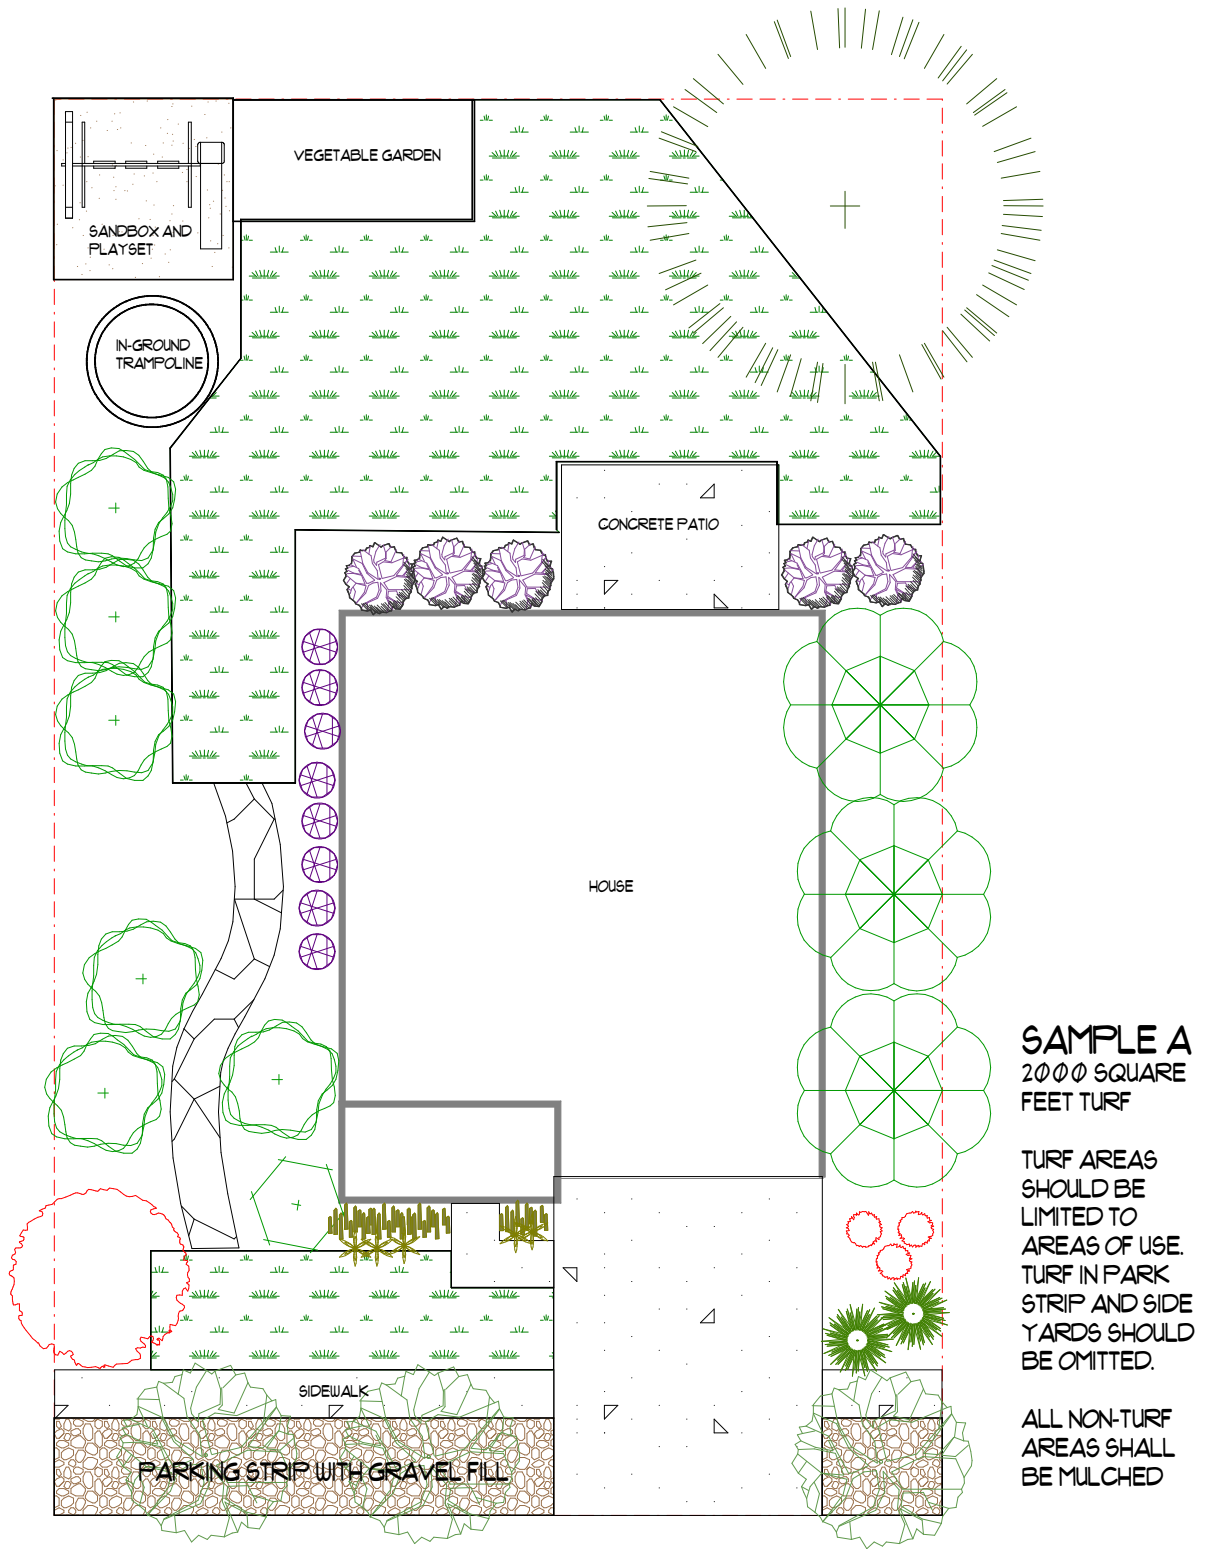 VEGETABLE GARDEN
SANDBOX AND
PLAYSET
IN-GROUND
TRAMPOLINE
CONCRETE PATIO
HOUSE
SAMPLE A
2000 SQUARE
FEET TURF
TURF AREAS
SHOULD BE
LIMITED TO
AREAS OF USE.
TURF IN PARK
STRIP AND SIDE
YARDS SHOULD
BE OMITTED.
ALL NON-TURF
AREAS SHALL
BE MULCHED
SIDEWALK
PARKING STRIP WITH GRAVEL FILL